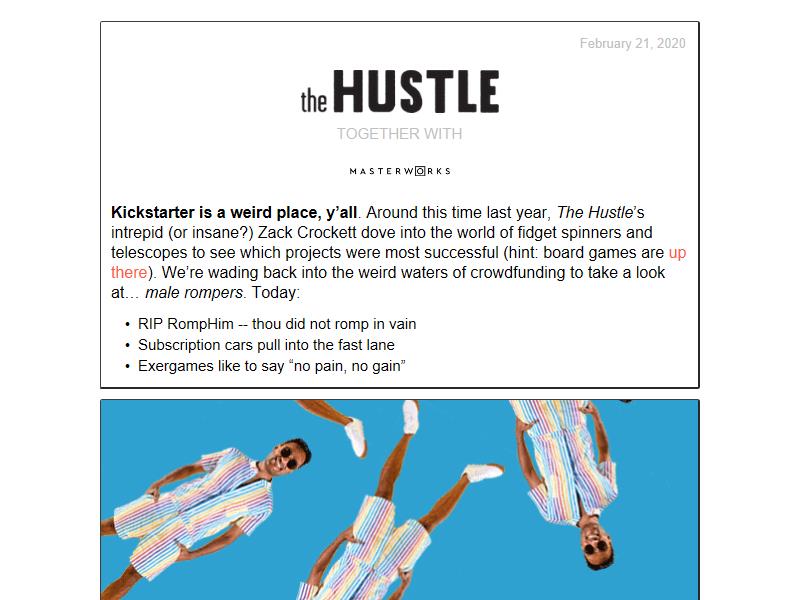 February 21, 2020
the HUSTLE
TOGETHER WITH
MASTERWORKS
Kickstarter is a weird place, y’all. Around this time last year, The Hustle’s
intrepid (or insane?) Zack Crockett dove into the world of fidget spinners and
telescopes to see which projects were most successful (hint: board games are up
there). We’re wading back into the weird waters of crowdfunding to take a look
at… male rompers. Today:
• RIP RompHim -- thou did not romp in vain
• Subscription cars pull into the fast lane
• Exergames like to say “no pain, no gain”